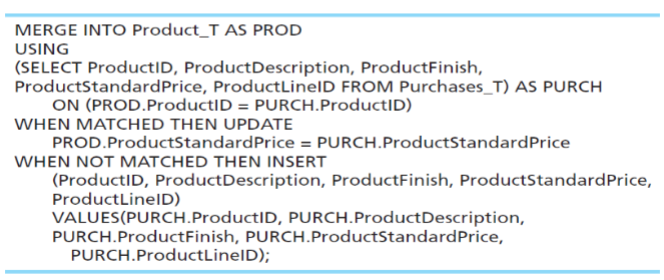 MERGE INTO Product_T AS PROD
USING
(SELECT ProductID, ProductDescription, ProductFinish,
ProductStandardPrice, ProductLineID FROM Purchases_T) AS PURCH
ON (PROD.ProductID = PURCH.ProductID)
WHEN MATCHED THEN UPDATE
PROD.ProductStandardPrice = PURCH.ProductStandardPrice
WHEN NOT MATCHED THEN INSERT
(ProductID, ProductDescription, ProductFinish, ProductStandardPrice,
ProductLineID)
VALUES(PURCH.ProductID, PURCH.ProductDescription,
PURCH.ProductFinish, PURCH.ProductStandardPrice,
PURCH.ProductLineID);